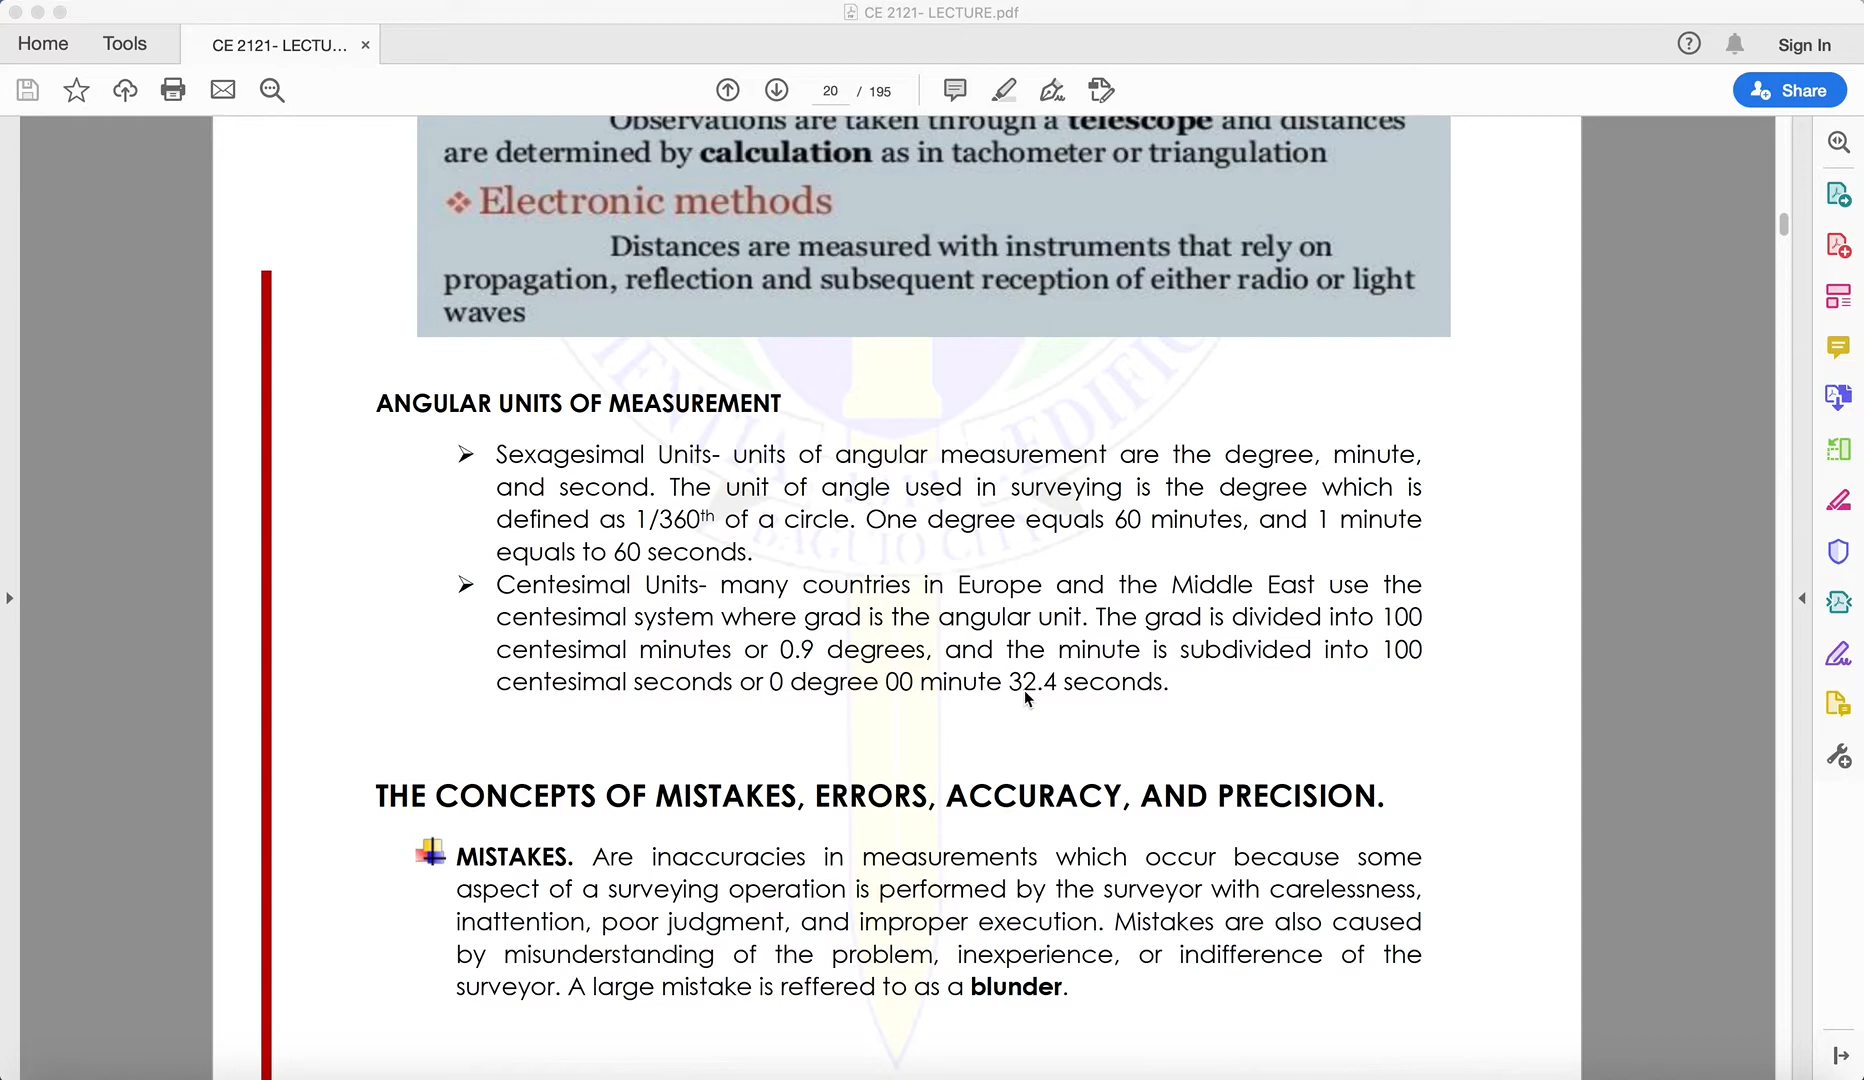 CE 2121- LECTURE.pdf
Home Tools CE 2121- LECTU... × Sign In
20 / 195 Share
Observations are taken through a telescope and distances
are determined by calculation as in tachometer or triangulation
❖ Electronic methods
Distances are measured with instruments that rely on
propagation, reflection and subsequent reception of either radio or light
waves
ANGULAR UNITS OF MEASUREMENT
➢ Sexagesimal Units- units of angular measurement are the degree, minute,
and second. The unit of angle used in surveying is the degree which is
defined as 1/360th of a circle. One degree equals 60 minutes, and 1 minute
equals to 60 seconds.
➢ Centesimal Units- many countries in Europe and the Middle East use the
centesimal system where grad is the angular unit. The grad is divided into 100
centesimal minutes or 0.9 degrees, and the minute is subdivided into 100
centesimal seconds or 0 degree 00 minute 32.4 seconds.
THE CONCEPTS OF MISTAKES, ERRORS, ACCURACY, AND PRECISION.
MISTAKES. Are inaccuracies in measurements which occur because some
aspect of a surveying operation is performed by the surveyor with carelessness,
inattention, poor judgment, and improper execution. Mistakes are also caused
by misunderstanding of the problem, inexperience, or indifference of the
surveyor. A large mistake is reffered to as a blunder.